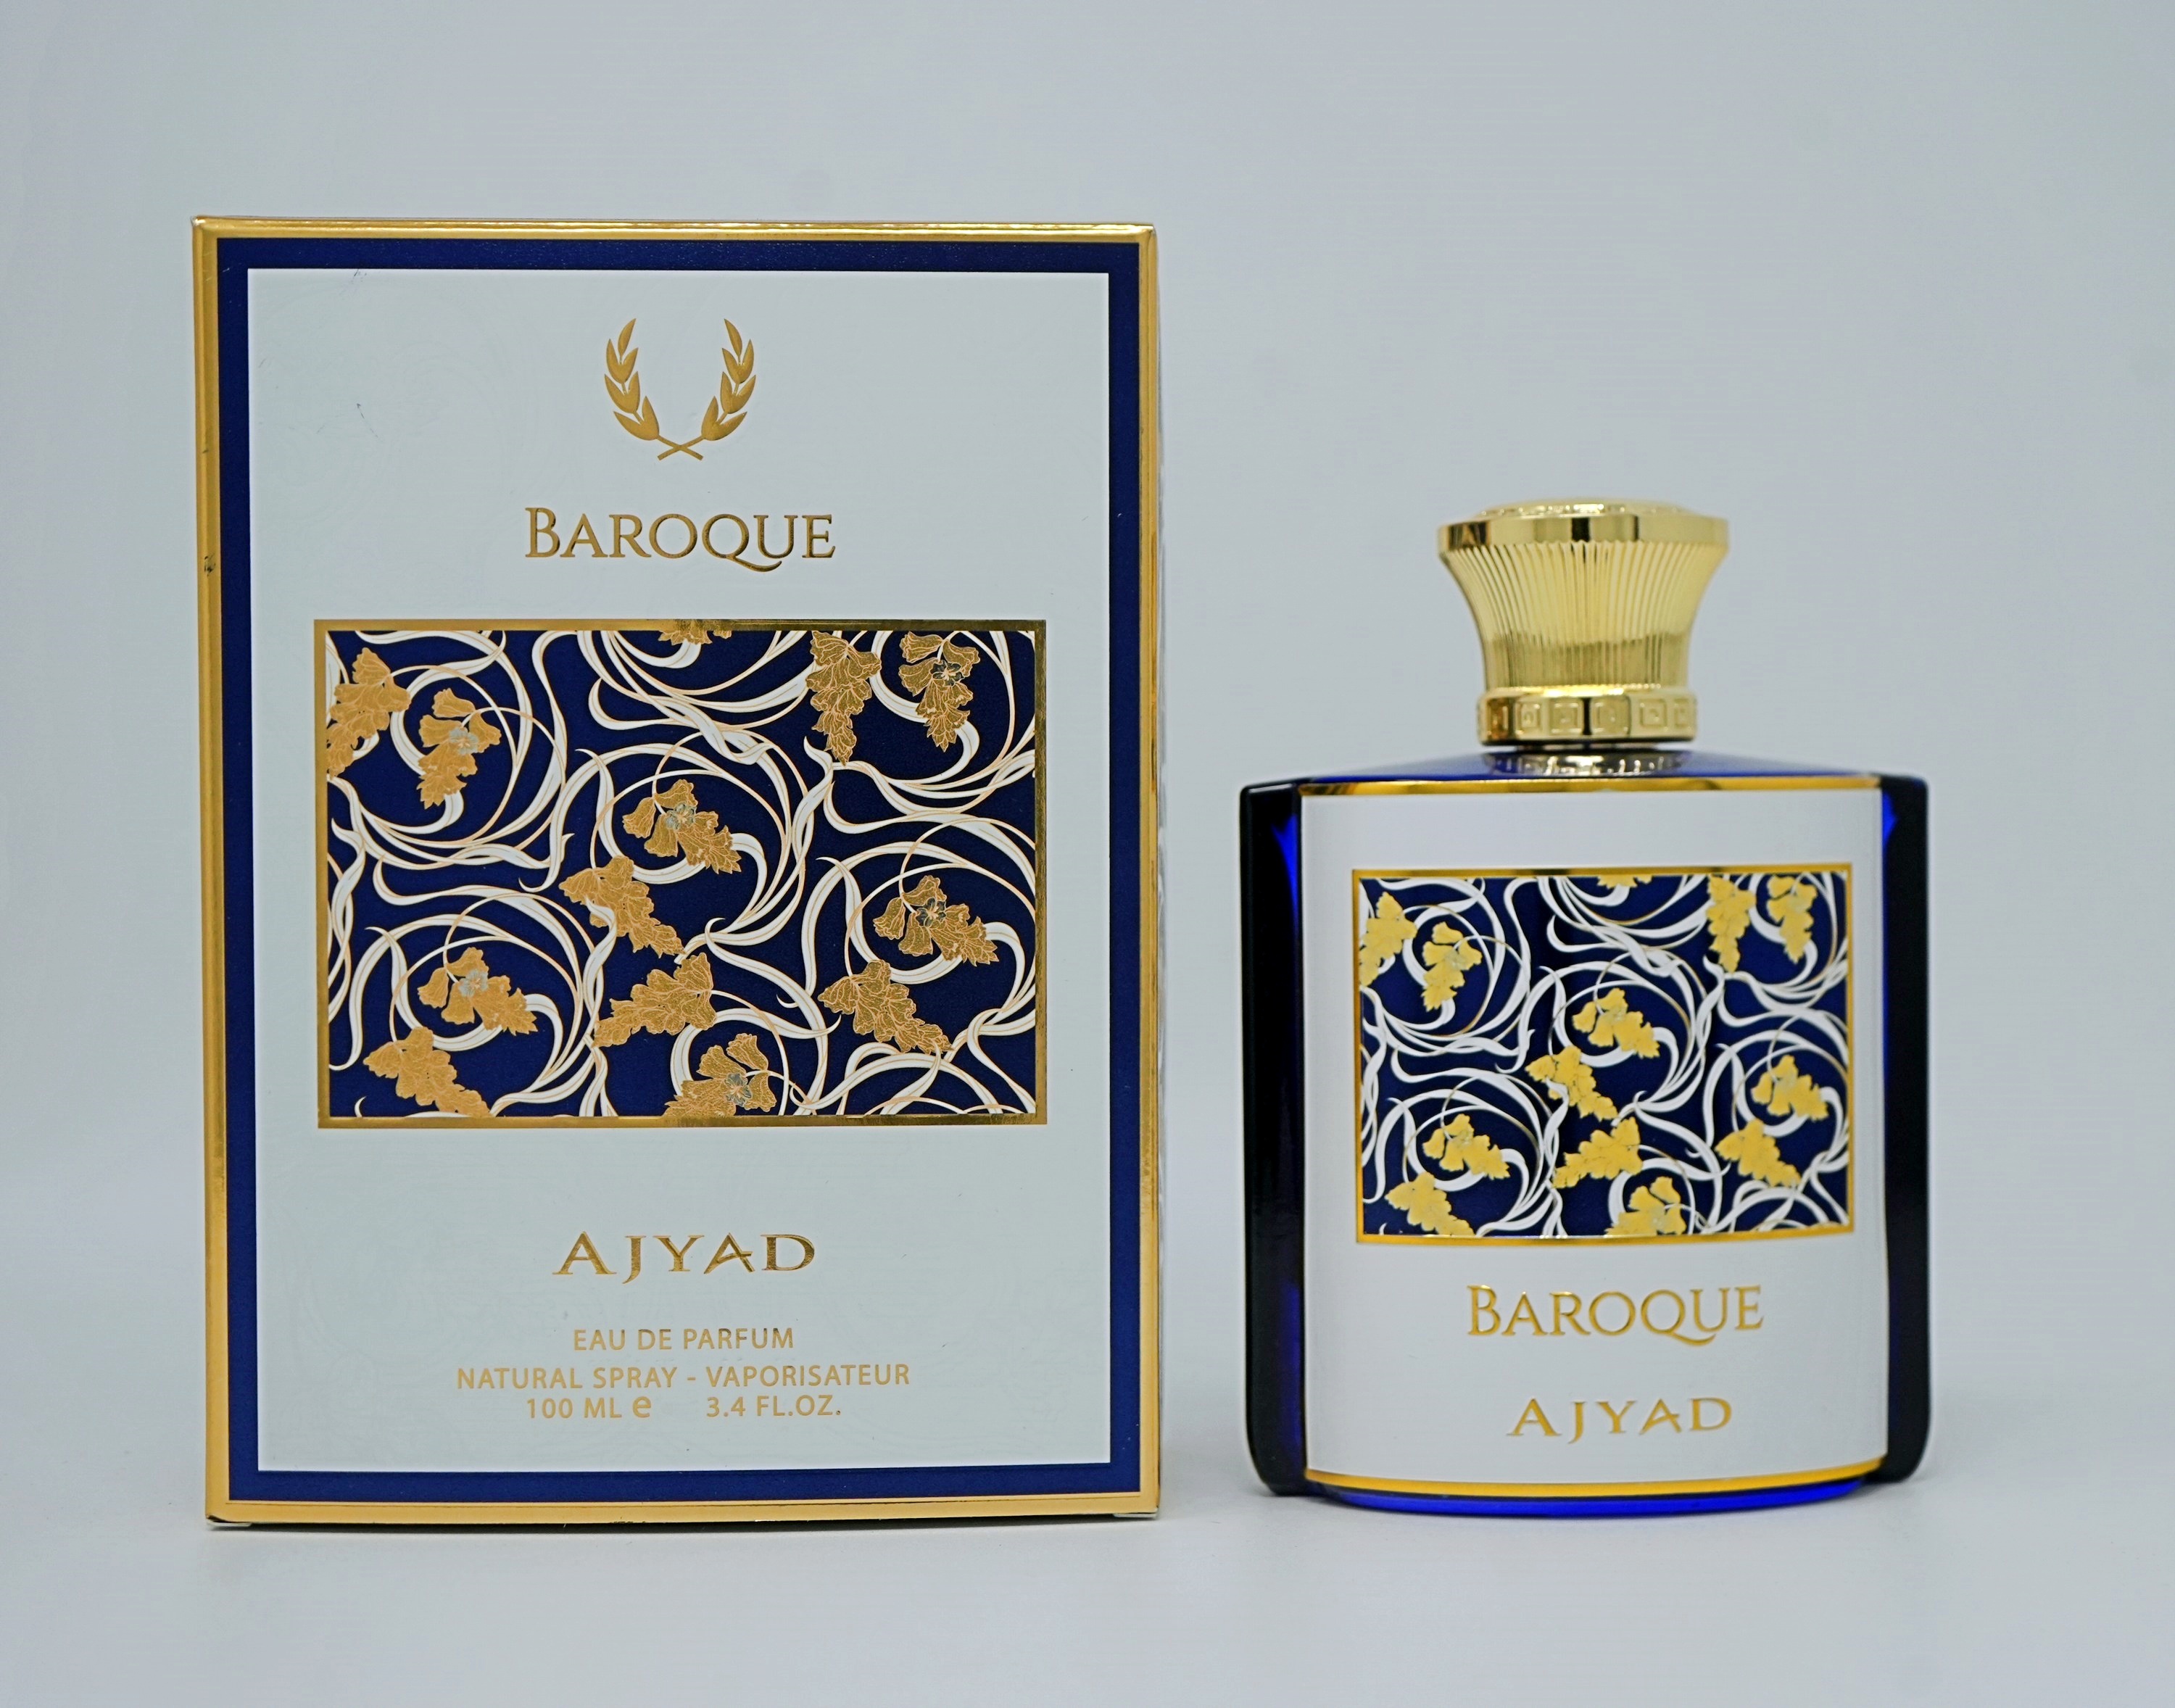 BAROQUE
AJYAD
EAU DE PARFUM
NATURAL SPRAY - VAPORISATEUR
100 ML e 3.4 FL.OZ.
BAROQUE
AJYAD